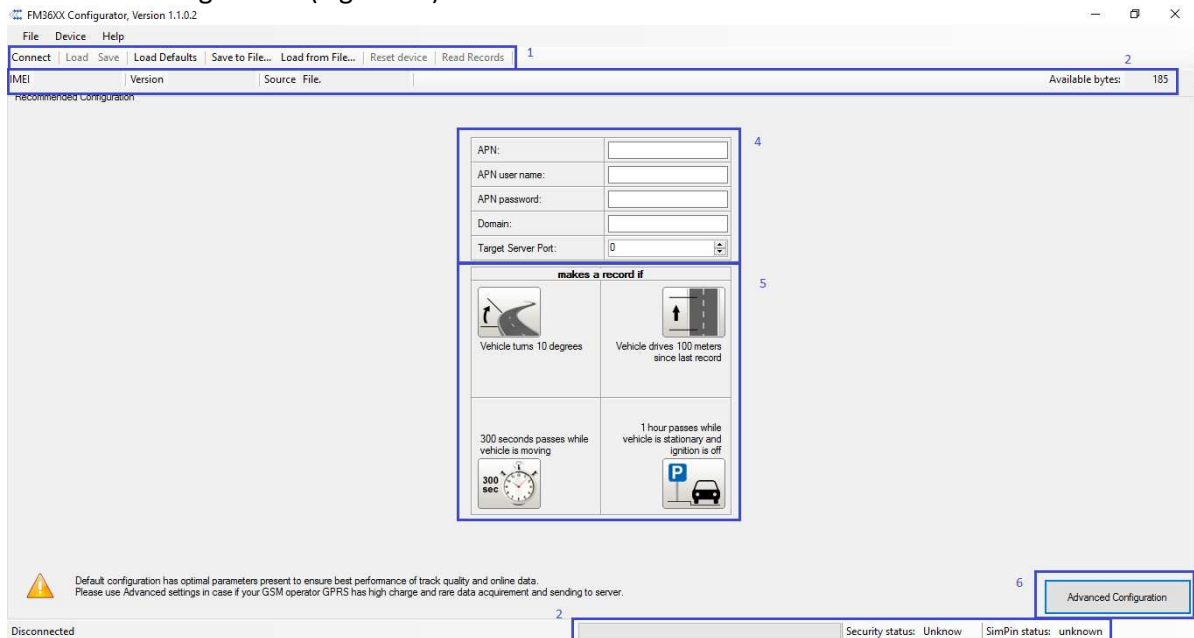 FM36XX Configurator, Version 1.1.0.2
File Device Help
Connect Load Save Load Defaults Save to File... Load from File... Reset device Read Records 1
2
IMEI Version Source File. Available bytes: 185
Recommended Configuration
APN: 4
APN user name:
APN password:
Domain:
Target Server Port: 0
makes a record if
5
Vehicle turns 10 degrees
Vehicle drives 100 meters
since last record
300 seconds passes while
vehicle is moving
300
sec
1 hour passes while
vehicle is stationary and
ignition is off
P
Default configuration has optimal parameters present to ensure best performance of track quality and online data.
Please use Advanced settings in case if your GSM operator GPRS has high charge and rare data acquirement and sending to server.
6
Advanced Configuration
2
Disconnected Security status: Unknow SimPin status: unknown